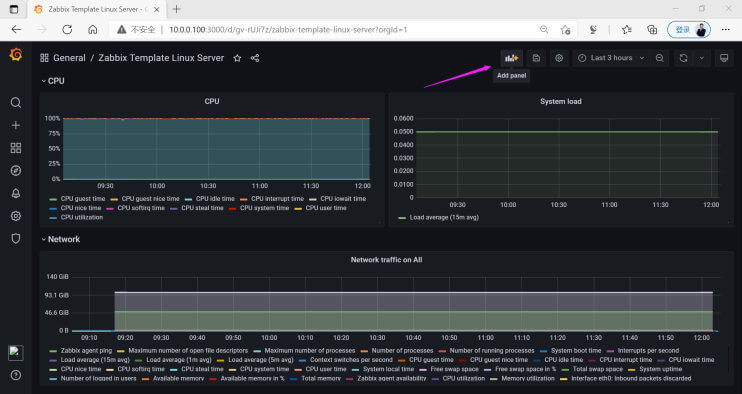 Zabbix Template Linux Server - G
不安全 10.0.0.100:3000/d/gv-rUJi7z/zabbix-template-linux-server?orgId=1
登录
General / Zabbix Template Linux Server
Last 3 hours
Add panel
CPU
CPU
100%
75%
50%
25%
0%
09:30 10:00 10:30 11:00 11:30 12:00
CPU guest time CPU guest nice time CPU idle time CPU interrupt time CPU iowait time
CPU nice time CPU softirq time CPU steal time CPU system time CPU user time
CPU utilization
System load
0.0600
0.0500
0.0400
0.0300
0.0200
0.0100
0
09:30 10:00 10:30 11:00 11:30 12:00
Load average (15m avg)
Network
Network traffic on All
140 GiB
93.1 GiB
46.6 GiB
0 B
09:10 09:20 09:30 09:40 09:50 10:00 10:10 10:20 10:30 10:40 10:50 11:00 11:10 11:20 11:30 11:40 11:50 12:00
Zabbix agent ping Maximum number of open file descriptors Maximum number of processes Number of processes Number of running processes System boot time Interrupts per second
Load average (15m avg) Load average (1m avg) Load average (5m avg) Context switches per second CPU guest time CPU guest nice time CPU idle time CPU interrupt time CPU iowait time
CPU nice time CPU softirq time CPU steal time CPU system time CPU user time System local time Free swap space Free swap space in % Total swap space System uptime
Number of logged in users Available memory Available memory in % Total memory Zabbix agent availability CPU utilization Memory utilization Interface eth0: Inbound packets discarded